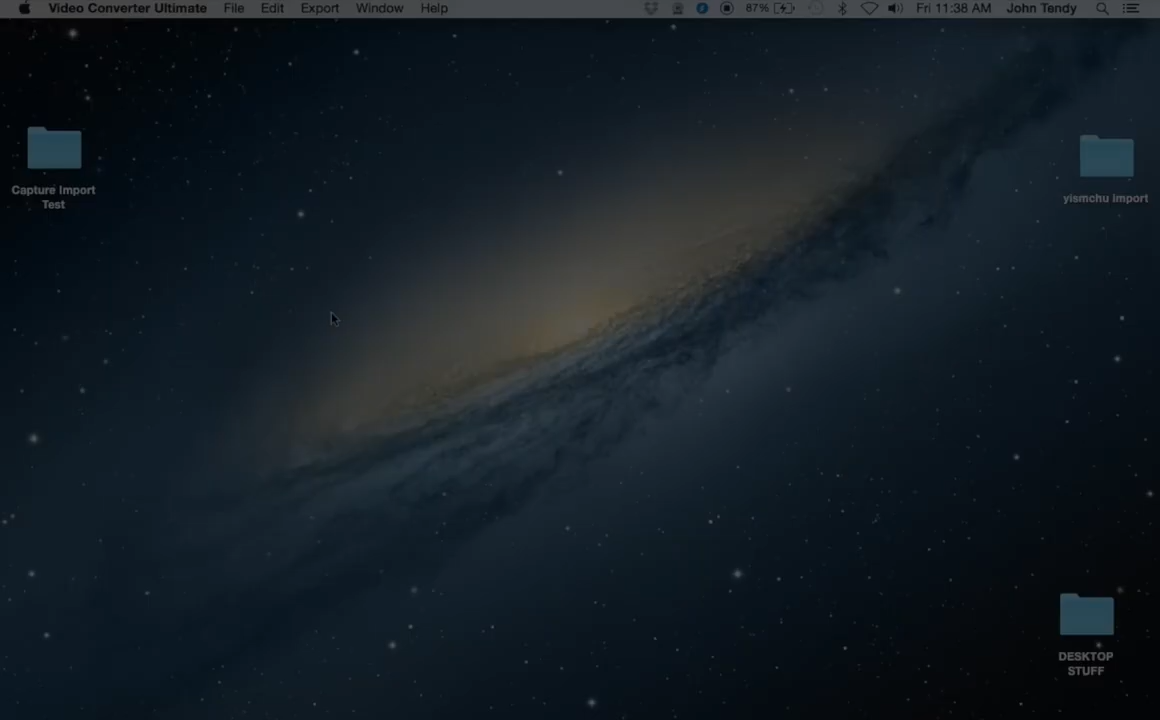 Video Converter Ultimate File Edit Export Window Help 87% Fri 11:38 AM John Tendy
Capture Import
Test
yismchu import
DESKTOP
STUFF